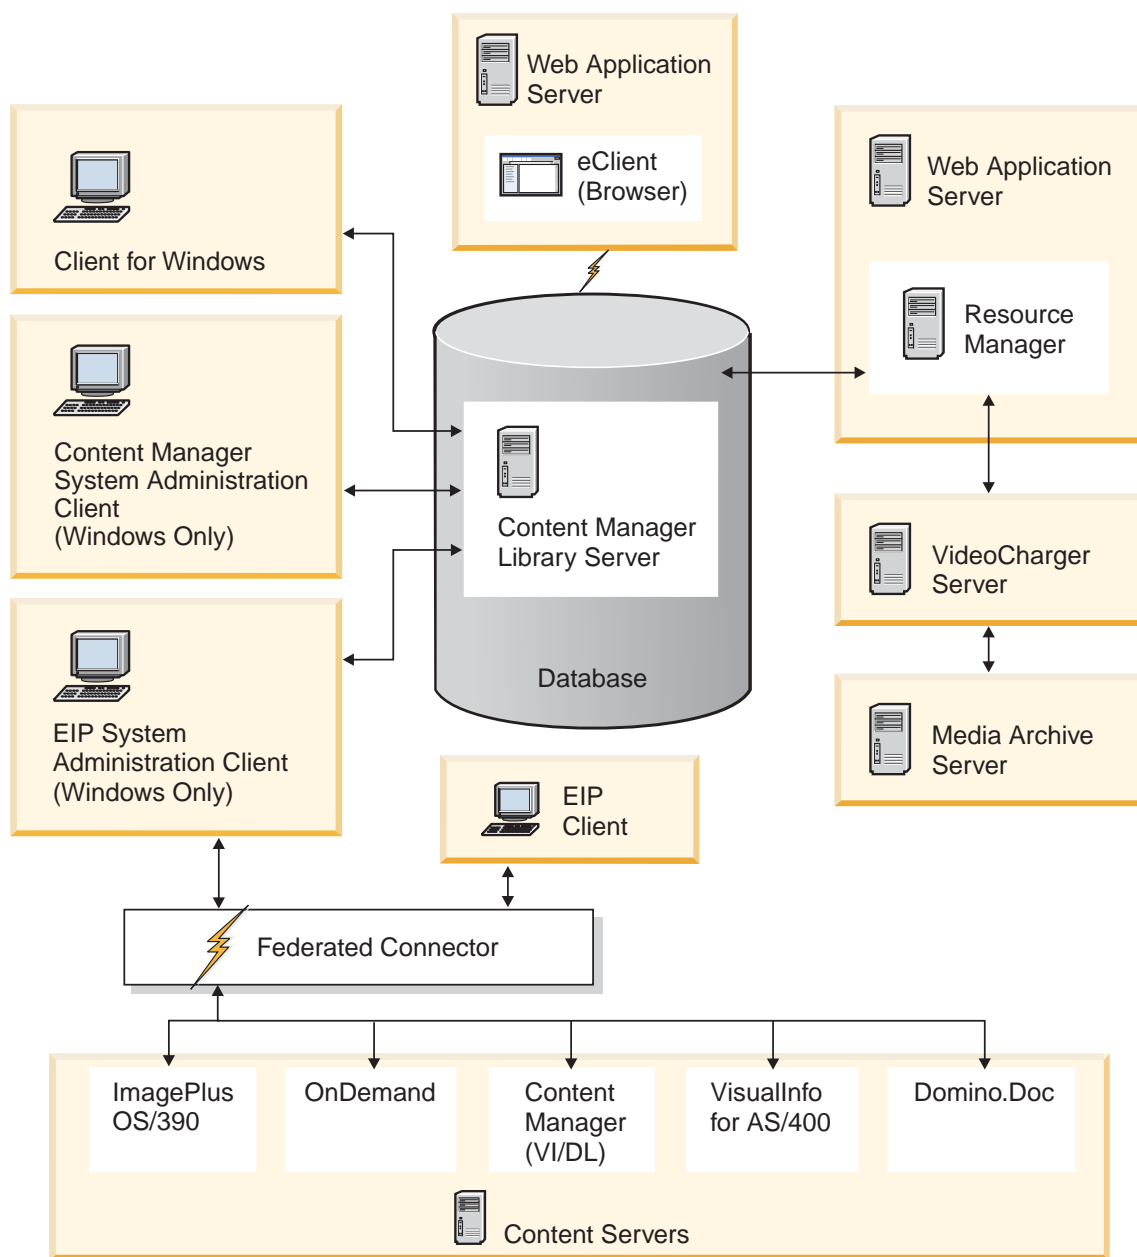 Web Application
Server
eClient
(Browser)
Client for Windows
Web Application
Server
Resource
Manager
Content Manager
System Administration
Client
(Windows Only)
Content Manager
Library Server
Database
VideoCharger
Server
EIP System
Administration Client
(Windows Only)
Media Archive
Server
EIP
Client
Federated Connector
ImagePlus
OS/390
OnDemand
Content
Manager
(VI/DL)
VisualInfo
for AS/400
Domino.Doc
Content Servers